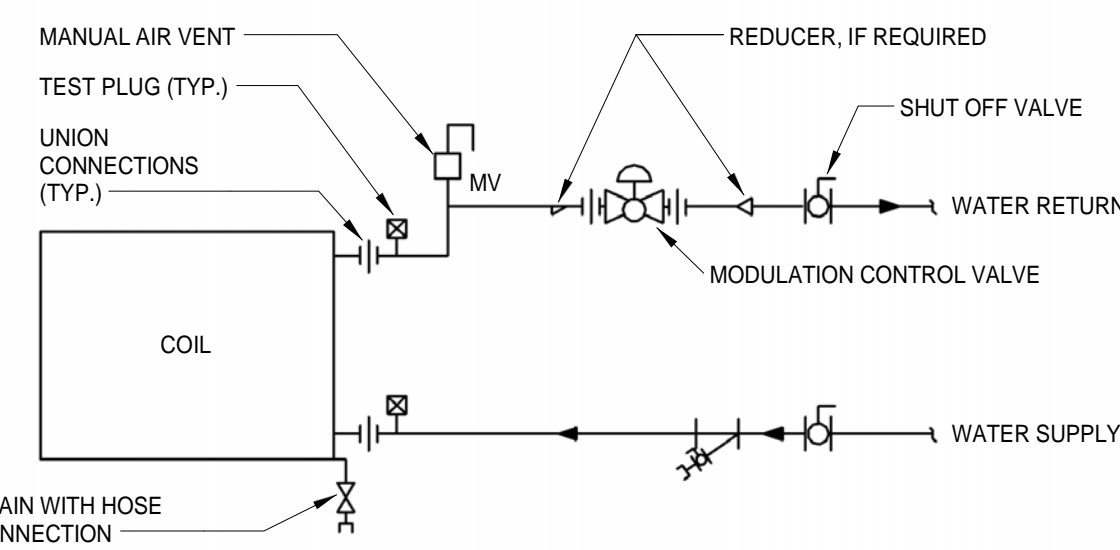 MANUAL AIR VENT
REDUCER, IF REQUIRED
TEST PLUG (TYP.)
SHUT OFF VALVE
UNION
CONNECTIONS
(TYP.)
MV
WATER RETURN
MODULATION CONTROL VALVE
COIL
WATER SUPPLY
AIN WITH HOSE
NNECTION